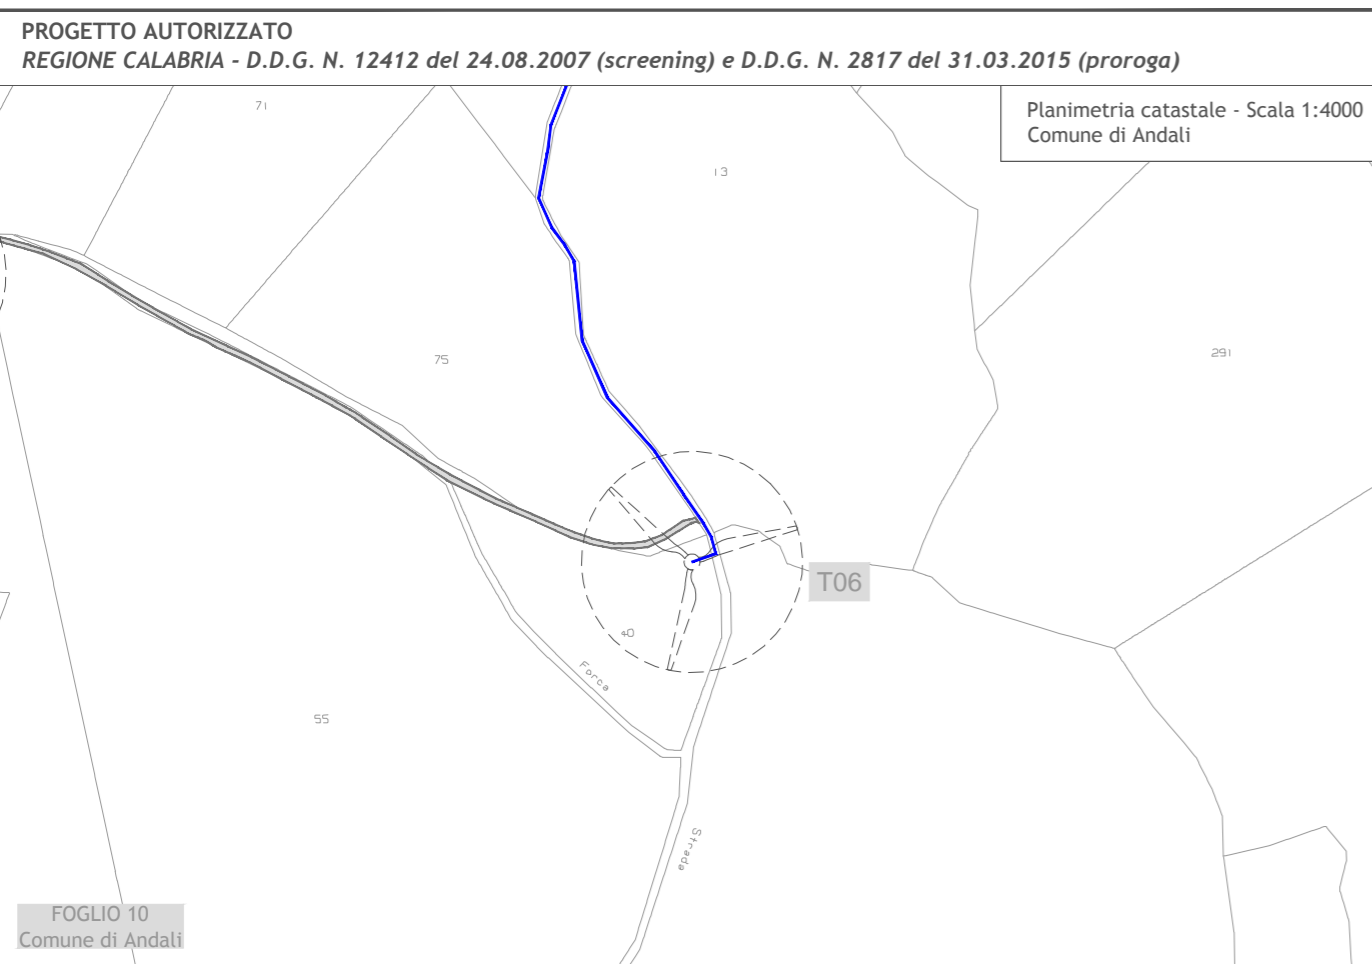 PROGETTO AUTORIZZATO
REGIONE CALABRIA - D.D.G. N. 12412 del 24.08.2007 (screening) e D.D.G. N. 2817 del 31.03.2015 (proroga)
Planimetria catastale - Scala 1:4000
Comune di Andali
71
13
291
75
T06
40
Forca
55
Strada
FOGLIO 10
Comune di Andali